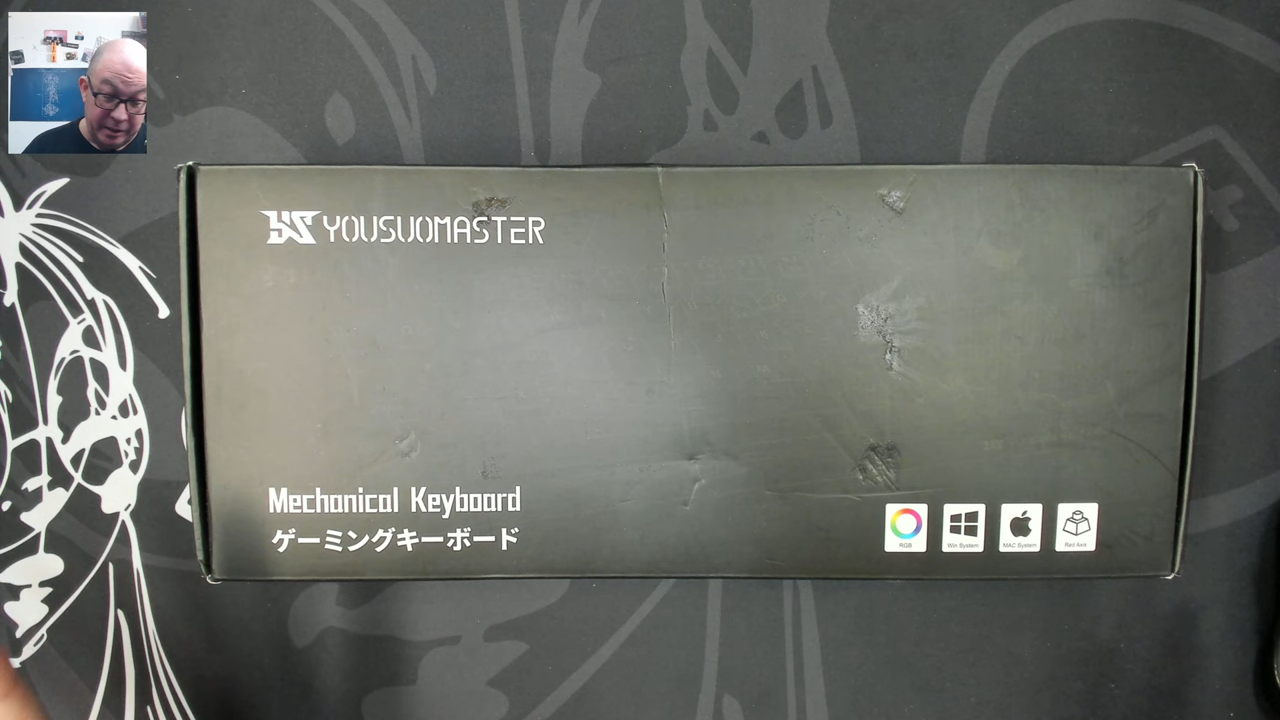 YOUSUOMASTER
Mechanical Keyboard
ゲーミングキーボード
RGB
Win System
MAC System
Red Axis